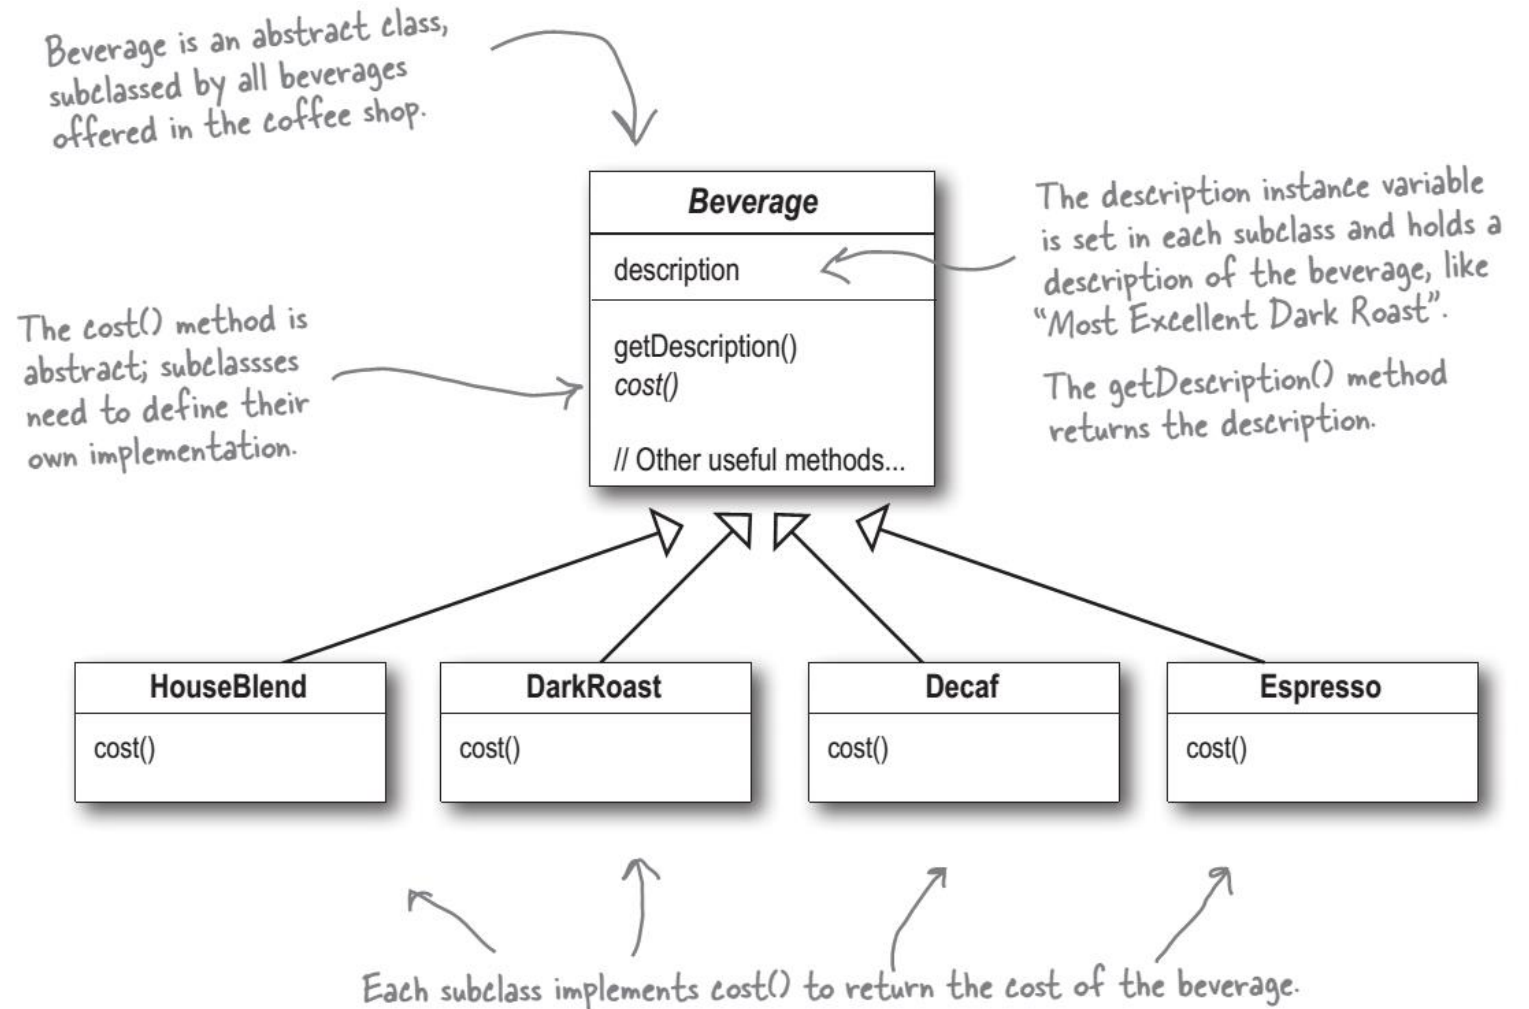 Beverage is an abstract class,
subclassed by all beverages
offered in the coffee shop.
Beverage
description
getDescription()
cost()
// Other useful methods...
The description instance variable
is set in each subclass and holds a
description of the beverage, like
“Most Excellent Dark Roast”.
The getDescription() method
returns the description.
The cost() method is
abstract; subclassses
need to define their
own implementation.
HouseBlend
cost()
DarkRoast
cost()
Decaf
cost()
Espresso
cost()
Each subclass implements cost() to return the cost of the beverage.